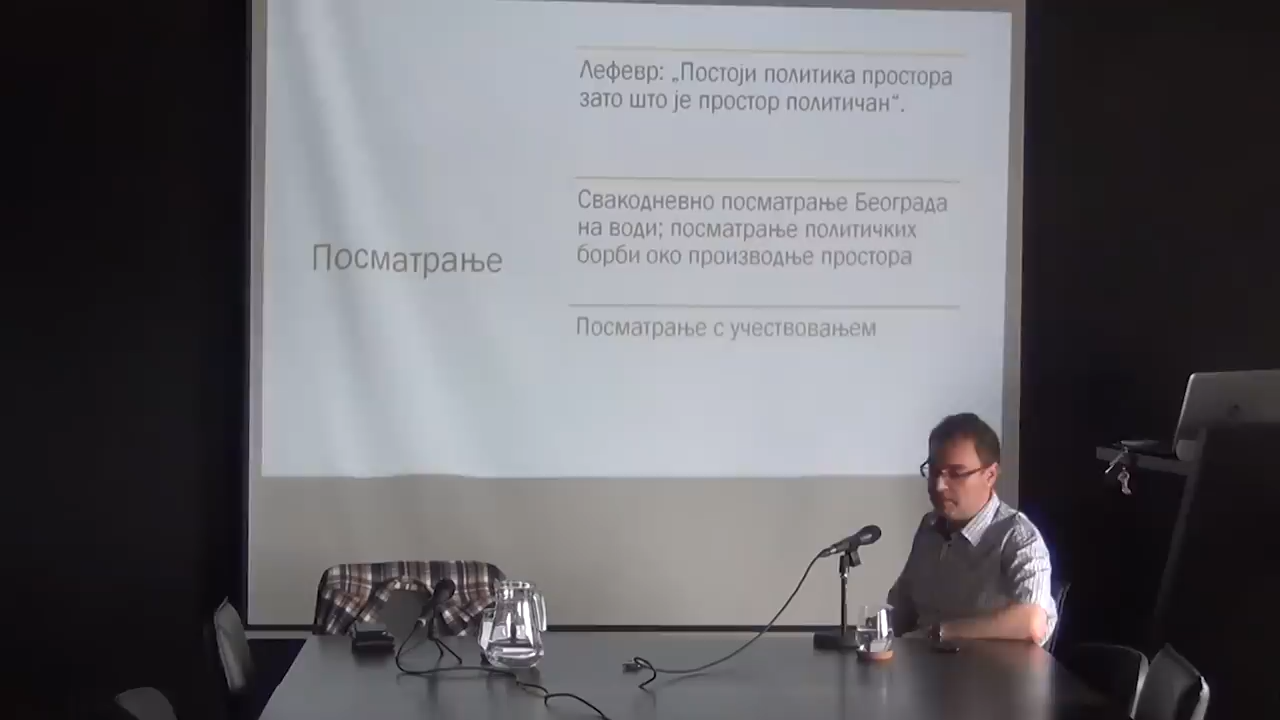 Лефевр: „Постоји политика простора
зато што је простор политичан“.
Свакодневно посматрање Београда
на води; посматрање политичких
борби око производње простора
Посматрање
Посматрање с учествовањем